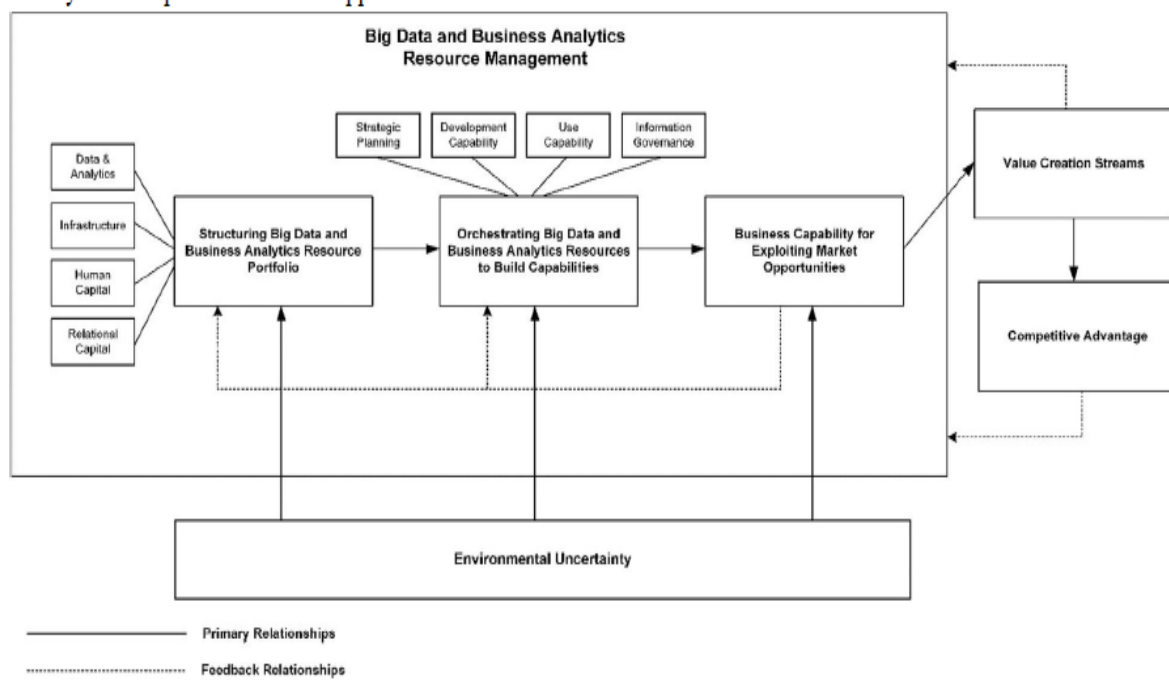 Big Data and Business Analytics
Resource Management
Strategic
Planning
Development
Capability
Use
Capability
Information
Governance
Data &
Analytics
Infrastructure
Human
Capital
Relational
Capital
Structuring Big Data and
Business Analytics Resource
Portfolio
Orchestrating Big Data and
Business Analytics Resources
to Build Capabilities
Business Capability for
Exploiting Market
Opportunities
Value Creation Streams
Competitive Advantage
Environmental Uncertainty
Primary Relationships
Feedback Relationships